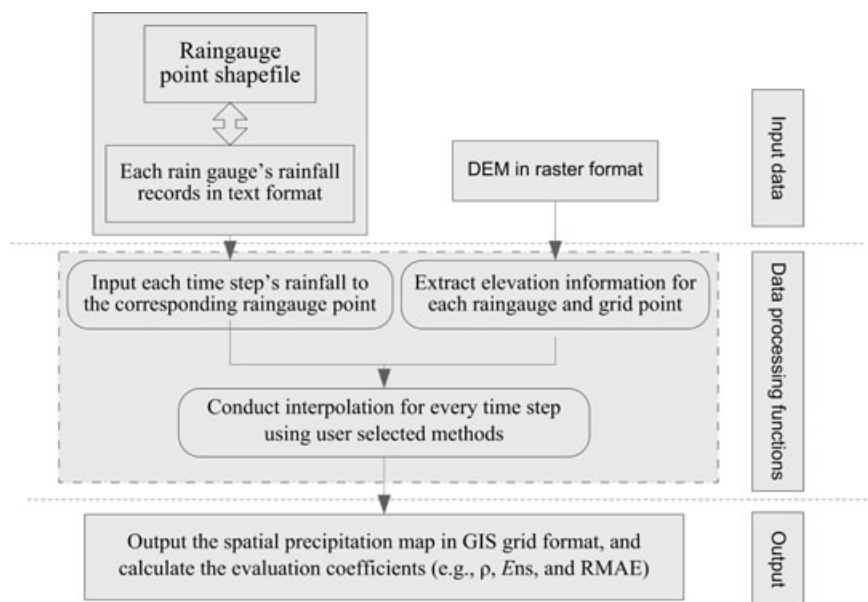 Raingauge
point shapefile
Each rain gauge's rainfall
records in text format
DEM in raster format
Input data
Input each time step's rainfall to
the corresponding raingauge point
Extract elevation information for
each raingauge and grid point
Conduct interpolation for every time step
using user selected methods
Data processing functions
Output the spatial precipitation map in GIS grid format, and
calculate the evaluation coefficients (e.g., ρ, Ens, and RMAE)
Output